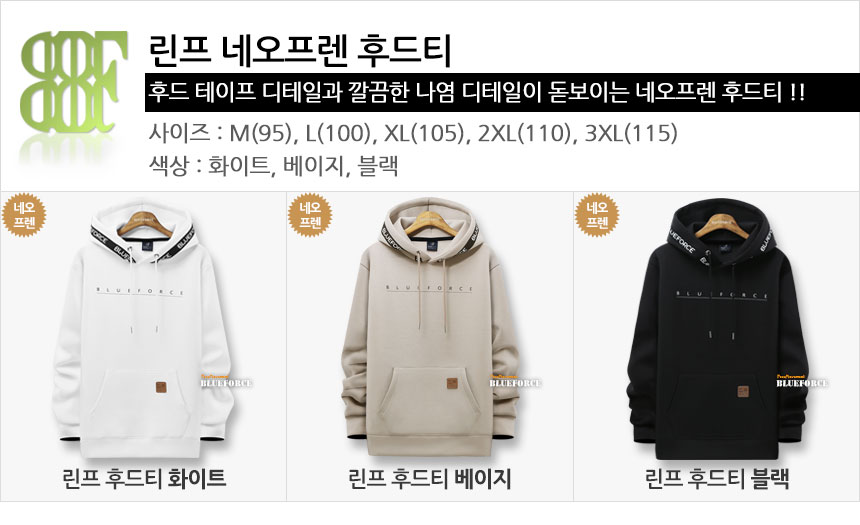 린프 네오프렌 후드티
후드 테이프 디테일과 깔끔한 나염 디테일이 돋보이는 네오프렌 후드티 !!
사이즈 : M(95), L(100), XL(105), 2XL(110), 3XL(115)
색상 : 화이트, 베이지, 블랙
네오
프렌
BLUEFORCE
BLUEFORCE
BLUEFORCE
린프 후드티 화이트
네오
프렌
BLUEFORCE
BLUEFORCE
BLUEFORCE
린프 후드티 베이지
네오
프렌
BLUEFORCE
BLUEFORCE
BLUEFORCE
린프 후드티 블랙